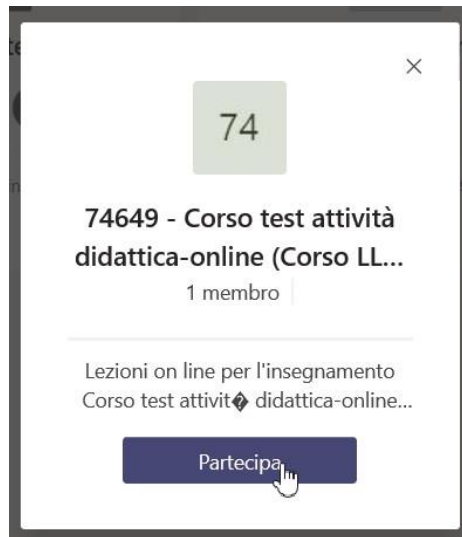 74
74649 - Corso test attività
didattica-online (Corso LL...
1 membro
Lezioni on line per l'insegnamento
Corso test attivit� didattica-online...
Partecipa